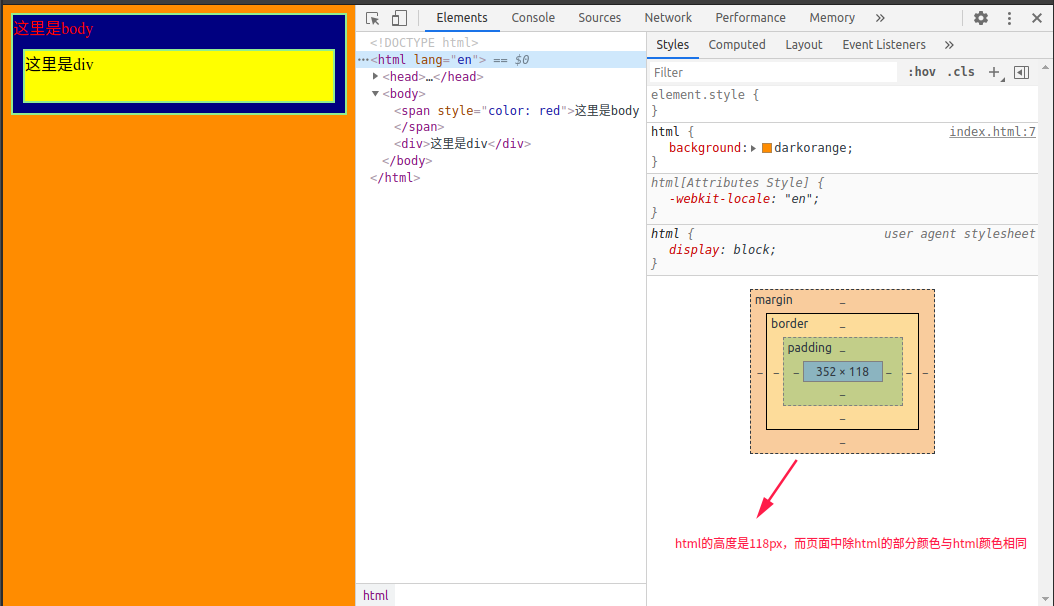 这里是body
这里是div
Elements Console Sources Network Performance Memory »
<!DOCTYPE html>
···<html lang="en"> == $0
▶<head>…</head>
▼<body>
<span style="color: red">这里是body
</span>
<div>这里是div</div>
</body>
</html>
html
Styles Computed Layout Event Listeners »
Filter :hov .cls +
element.style {
}
html { index.html:7
background:▶ darkorange;
}
html[Attributes Style] {
-webkit-locale: "en";
}
html { user agent stylesheet
display: block;
}
margin –
border –
padding –
– – – 352 × 118 – – –
–
–
–
html的高度是118px，而页面中除html的部分颜色与html颜色相同